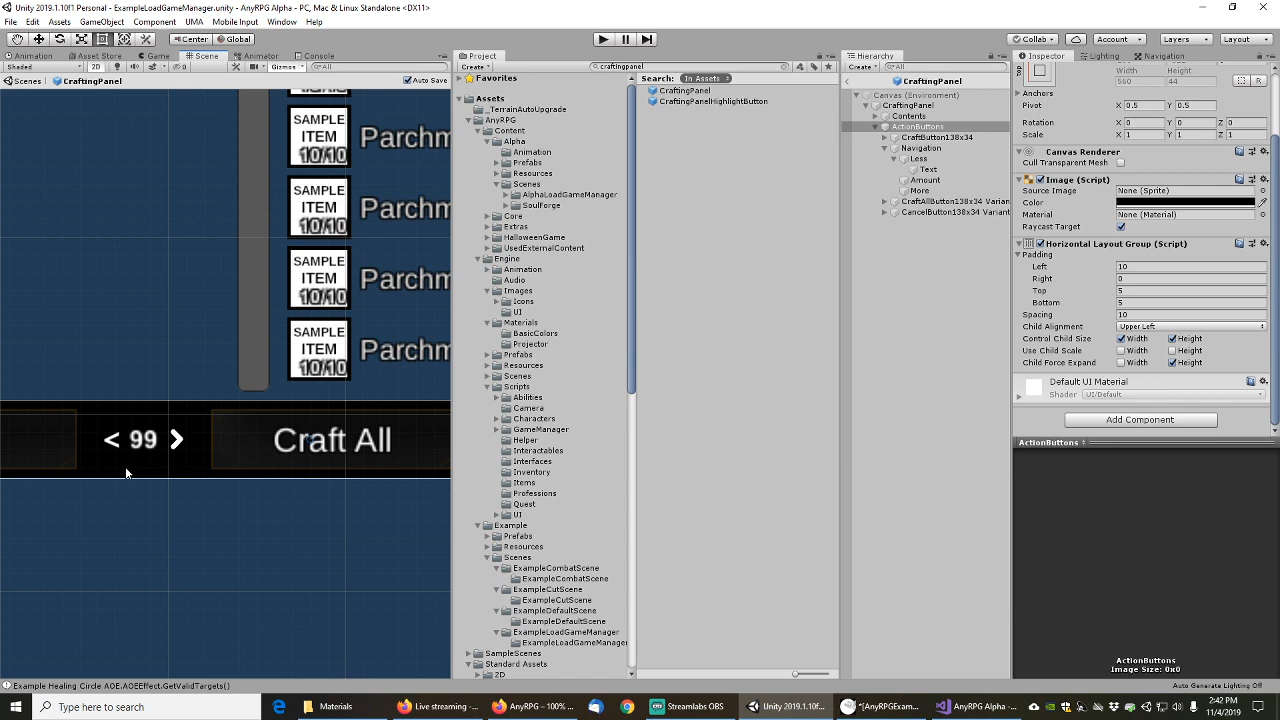 Unity 2019.1.10f1 Personal - ExampleLoadGameManager.unity - AnyRPG Alpha - PC, Mac & Linux Standalone <DX11>
File Edit Assets GameObject Component UMA Mobile Input Window Help
Center Global Collab Account Layers Layout
Animation Asset Store Game Scene Animator Console
Shaded 2D Gizmos All
Scenes CraftingPanel Auto Save
SAMPLE ITEM 10/10 Parchm
SAMPLE ITEM 10/10 Parchm
SAMPLE ITEM 10/10 Parchm
SAMPLE ITEM 10/10 Parchm
< 99 > Craft All
Project
Create craftingpanel
Favorites
Assets
_TerrainAutoUpgrade
AnyRPG
Content
Alpha
Animation
Prefabs
Resources
Scenes
AlphaLoadGameManager
SoulForge
Core
Extras
HalloweenGame
UsedExternalContent
Engine
Animation
Audio
Images
Icons
UI
Materials
BasicColors
Projector
Prefabs
Resources
Scenes
Scripts
Abilities
Camera
Characters
GameManager
Helper
Interactables
Interfaces
Inventory
Items
Professions
Quest
UI
Example
Prefabs
Resources
Scenes
ExampleCombatScene
ExampleCombatScene
ExampleCutScene
ExampleCutScene
ExampleDefaultScene
ExampleDefaultScene
ExampleLoadGameManager
ExampleLoadGameManager
SampleScenes
Standard Assets
2D
Search: In Assets
CraftingPanel
CraftingPanelHighlightButton
Hierarchy
Create All
CraftingPanel
Canvas (Environment)
CraftingPanel
Contents
ActionButtons
CraftButton138x34
Navigation
Less
Text
Amount
More
CraftAllButton138x34 Varian
CancelButton138x34 Variant
Inspector Lighting Navigation
Width Height
560 44
R
Anchors
Pivot X 0.5 Y 0.5
Rotation X 0 Y 0 Z 0
Scale X 1 Y 1 Z 1
Canvas Renderer
Cull Transparent Mesh
Image (Script)
Source Image None (Sprite)
Color
Material None (Material)
Raycast Target
Horizontal Layout Group (Script)
Padding
Left 10
Right 0
Top 5
Bottom 5
Spacing 10
Child Alignment Upper Left
Control Child Size Width Height
Use Child Scale Width Height
Child Force Expand Width Height
Default UI Material
Shader UI/Default
Add Component
ActionButtons
ActionButtons
Image Size: 0x0
Example Healing Circle AOE.AOEEffect.GetValidTargets()
Auto Generate Lighting Off
Type here to search
Materials
Live streaming -...
AnyRPG — 100% ...
Streamlabs OBS
Unity 2019.1.10f...
*[AnyRPGExam...
AnyRPG Alpha -...
2:42 PM
11/4/2019